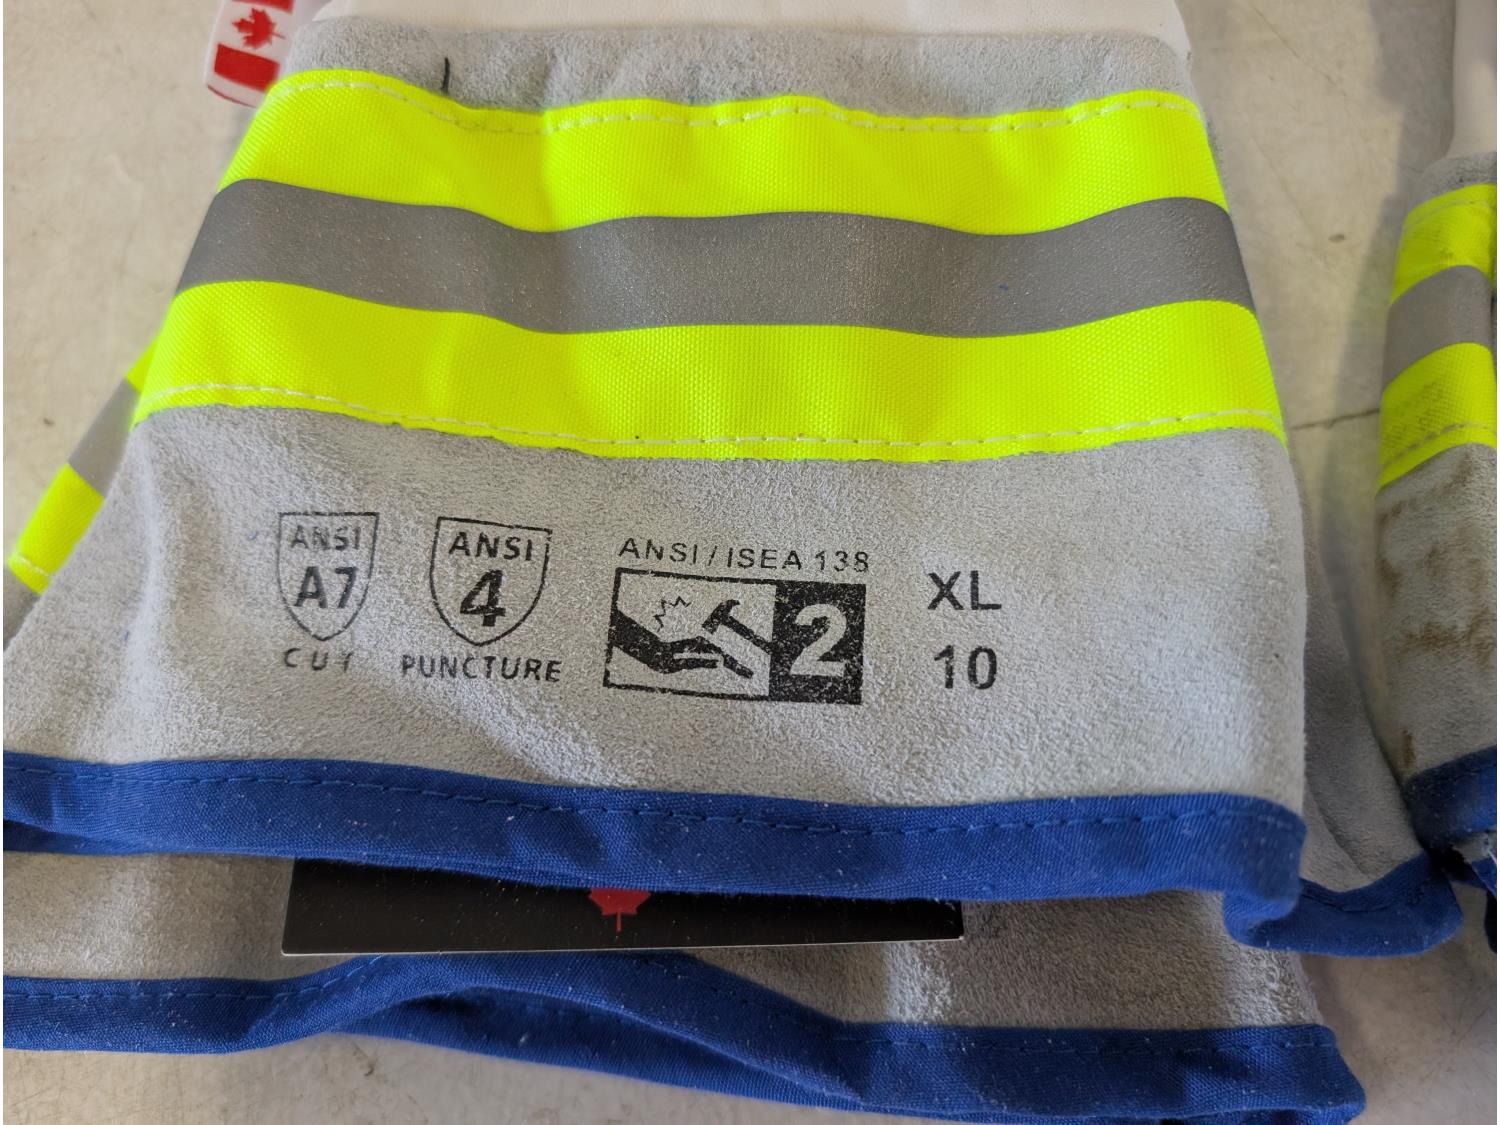 ANSI
A7
CUT
ANSI
4
PUNCTURE
ANSI/ISEA 138
2
XL
10